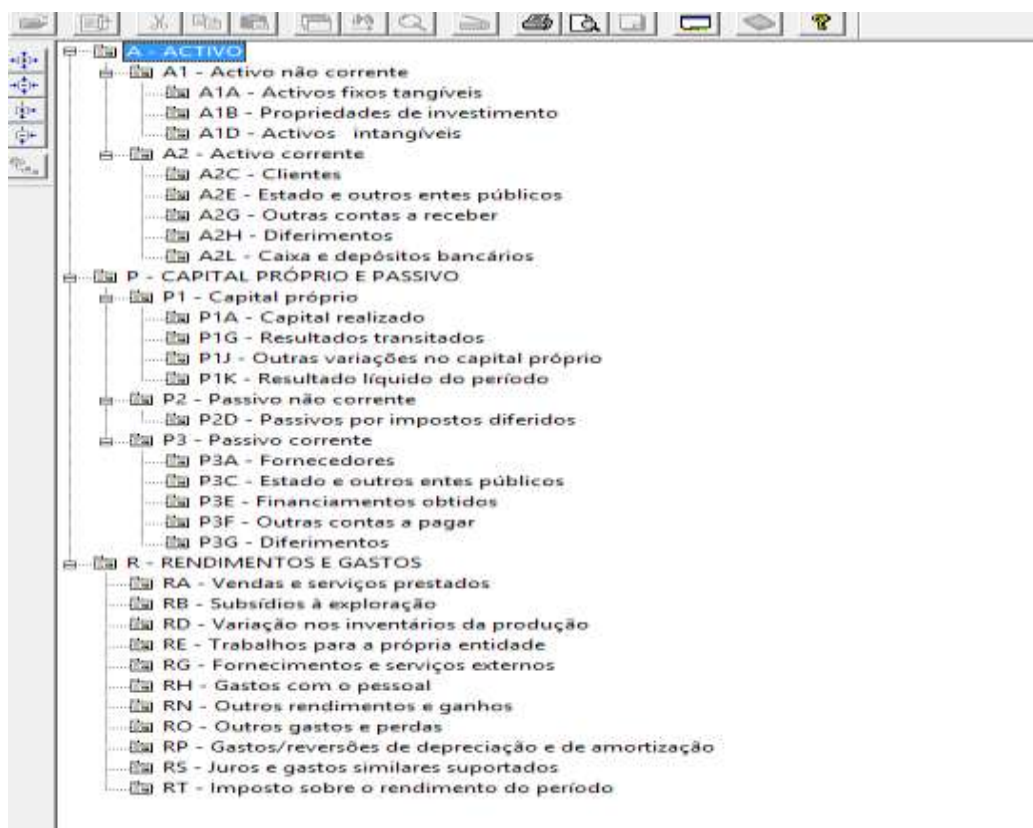 A - ACTIVO
A1 - Activo não corrente
A1A - Activos fixos tangíveis
A1B - Propriedades de investimento
A1D - Activos intangíveis
A2 - Activo corrente
A2C - Clientes
A2E - Estado e outros entes públicos
A2G - Outras contas a receber
A2H - Diferimentos
A2L - Caixa e depósitos bancários
P - CAPITAL PRÓPRIO E PASSIVO
P1 - Capital próprio
P1A - Capital realizado
P1G - Resultados transitados
P1J - Outras variações no capital próprio
P1K - Resultado líquido do período
P2 - Passivo não corrente
P2D - Passivos por impostos diferidos
P3 - Passivo corrente
P3A - Fornecedores
P3C - Estado e outros entes públicos
P3E - Financiamentos obtidos
P3F - Outras contas a pagar
P3G - Diferimentos
R - RENDIMENTOS E GASTOS
RA - Vendas e serviços prestados
RB - Subsídios à exploração
RD - Variação nos inventários da produção
RE - Trabalhos para a própria entidade
RG - Fornecimentos e serviços externos
RH - Gastos com o pessoal
RN - Outros rendimentos e ganhos
RO - Outros gastos e perdas
RP - Gastos/reversões de depreciação e de amortização
RS - Juros e gastos similares suportados
RT - Imposto sobre o rendimento do período